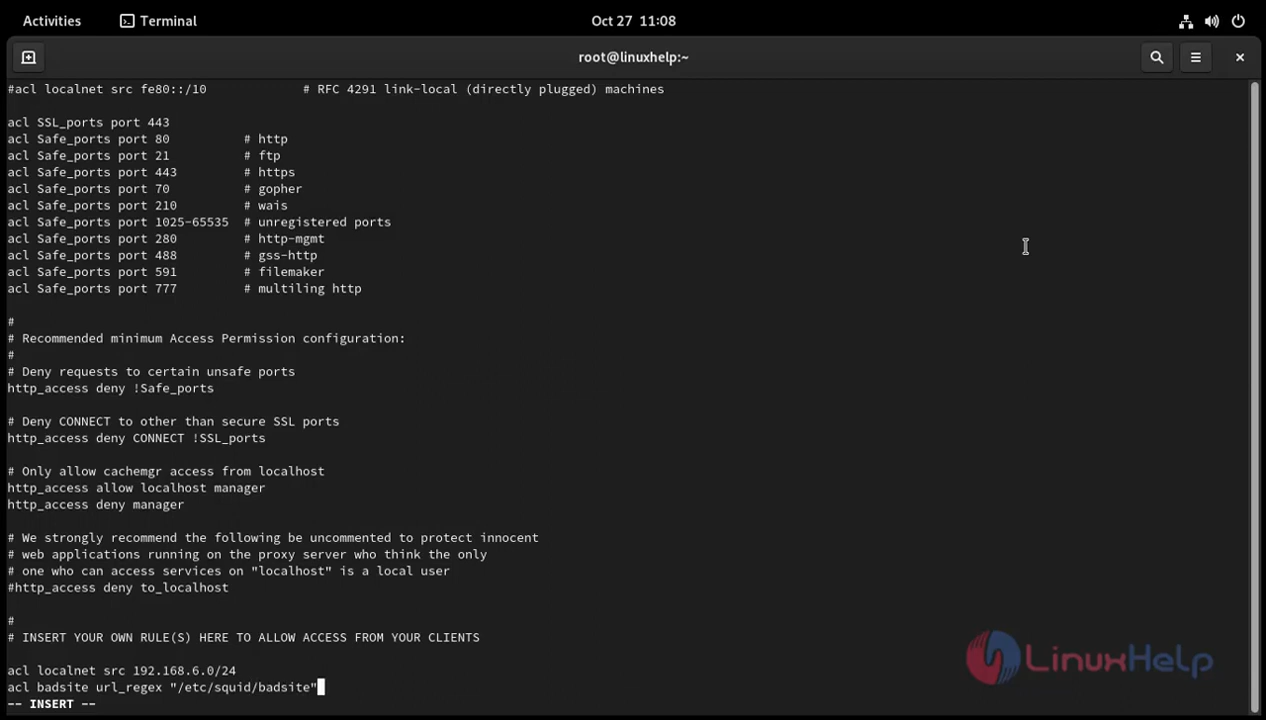 Activities
Terminal
Oct 27 11:08
root@linuxhelp:~
#acl localnet src fe80::/10 # RFC 4291 link-local (directly plugged) machines
acl SSL_ports port 443
acl Safe_ports port 80 # http
acl Safe_ports port 21 # ftp
acl Safe_ports port 443 # https
acl Safe_ports port 70 # gopher
acl Safe_ports port 210 # wais
acl Safe_ports port 1025-65535 # unregistered ports
acl Safe_ports port 280 # http-mgmt
acl Safe_ports port 488 # gss-http
acl Safe_ports port 591 # filemaker
acl Safe_ports port 777 # multiling http
#
# Recommended minimum Access Permission configuration:
#
# Deny requests to certain unsafe ports
http_access deny !Safe_ports
# Deny CONNECT to other than secure SSL ports
http_access deny CONNECT !SSL_ports
# Only allow cachemgr access from localhost
http_access allow localhost manager
http_access deny manager
# We strongly recommend the following be uncommented to protect innocent
# web applications running on the proxy server who think the only
# one who can access services on "localhost" is a local user
#http_access deny to_localhost
#
# INSERT YOUR OWN RULE(S) HERE TO ALLOW ACCESS FROM YOUR CLIENTS
acl localnet src 192.168.6.0/24
acl badsite url_regex "/etc/squid/badsite"
-- INSERT --
LinuxHelp